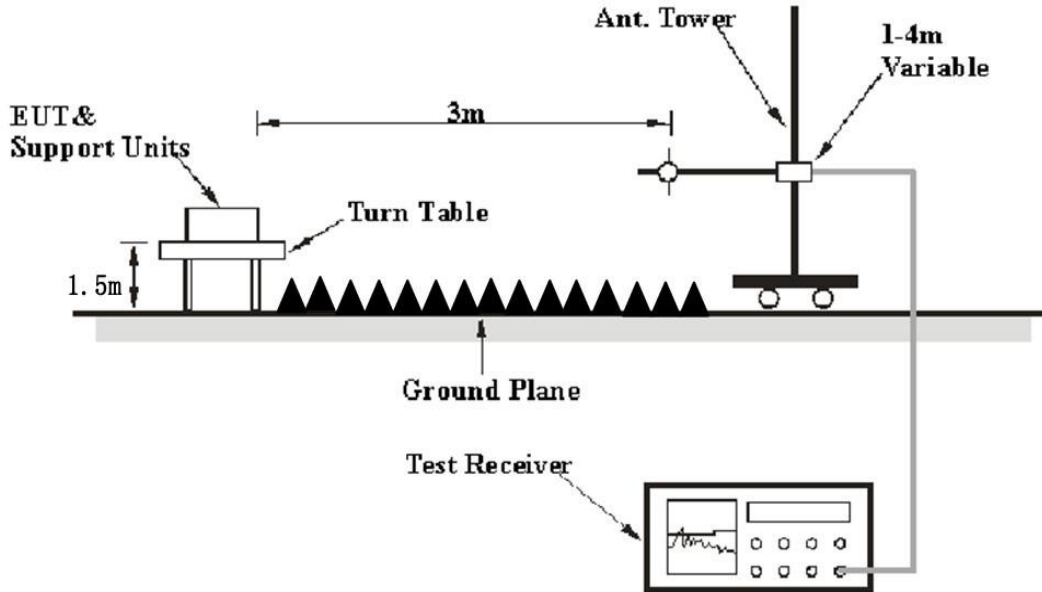 Ant. Tower
1-4m
Variable
3m
EUT&
Support Units
Turn Table
1.5m
Ground Plane
Test Receiver